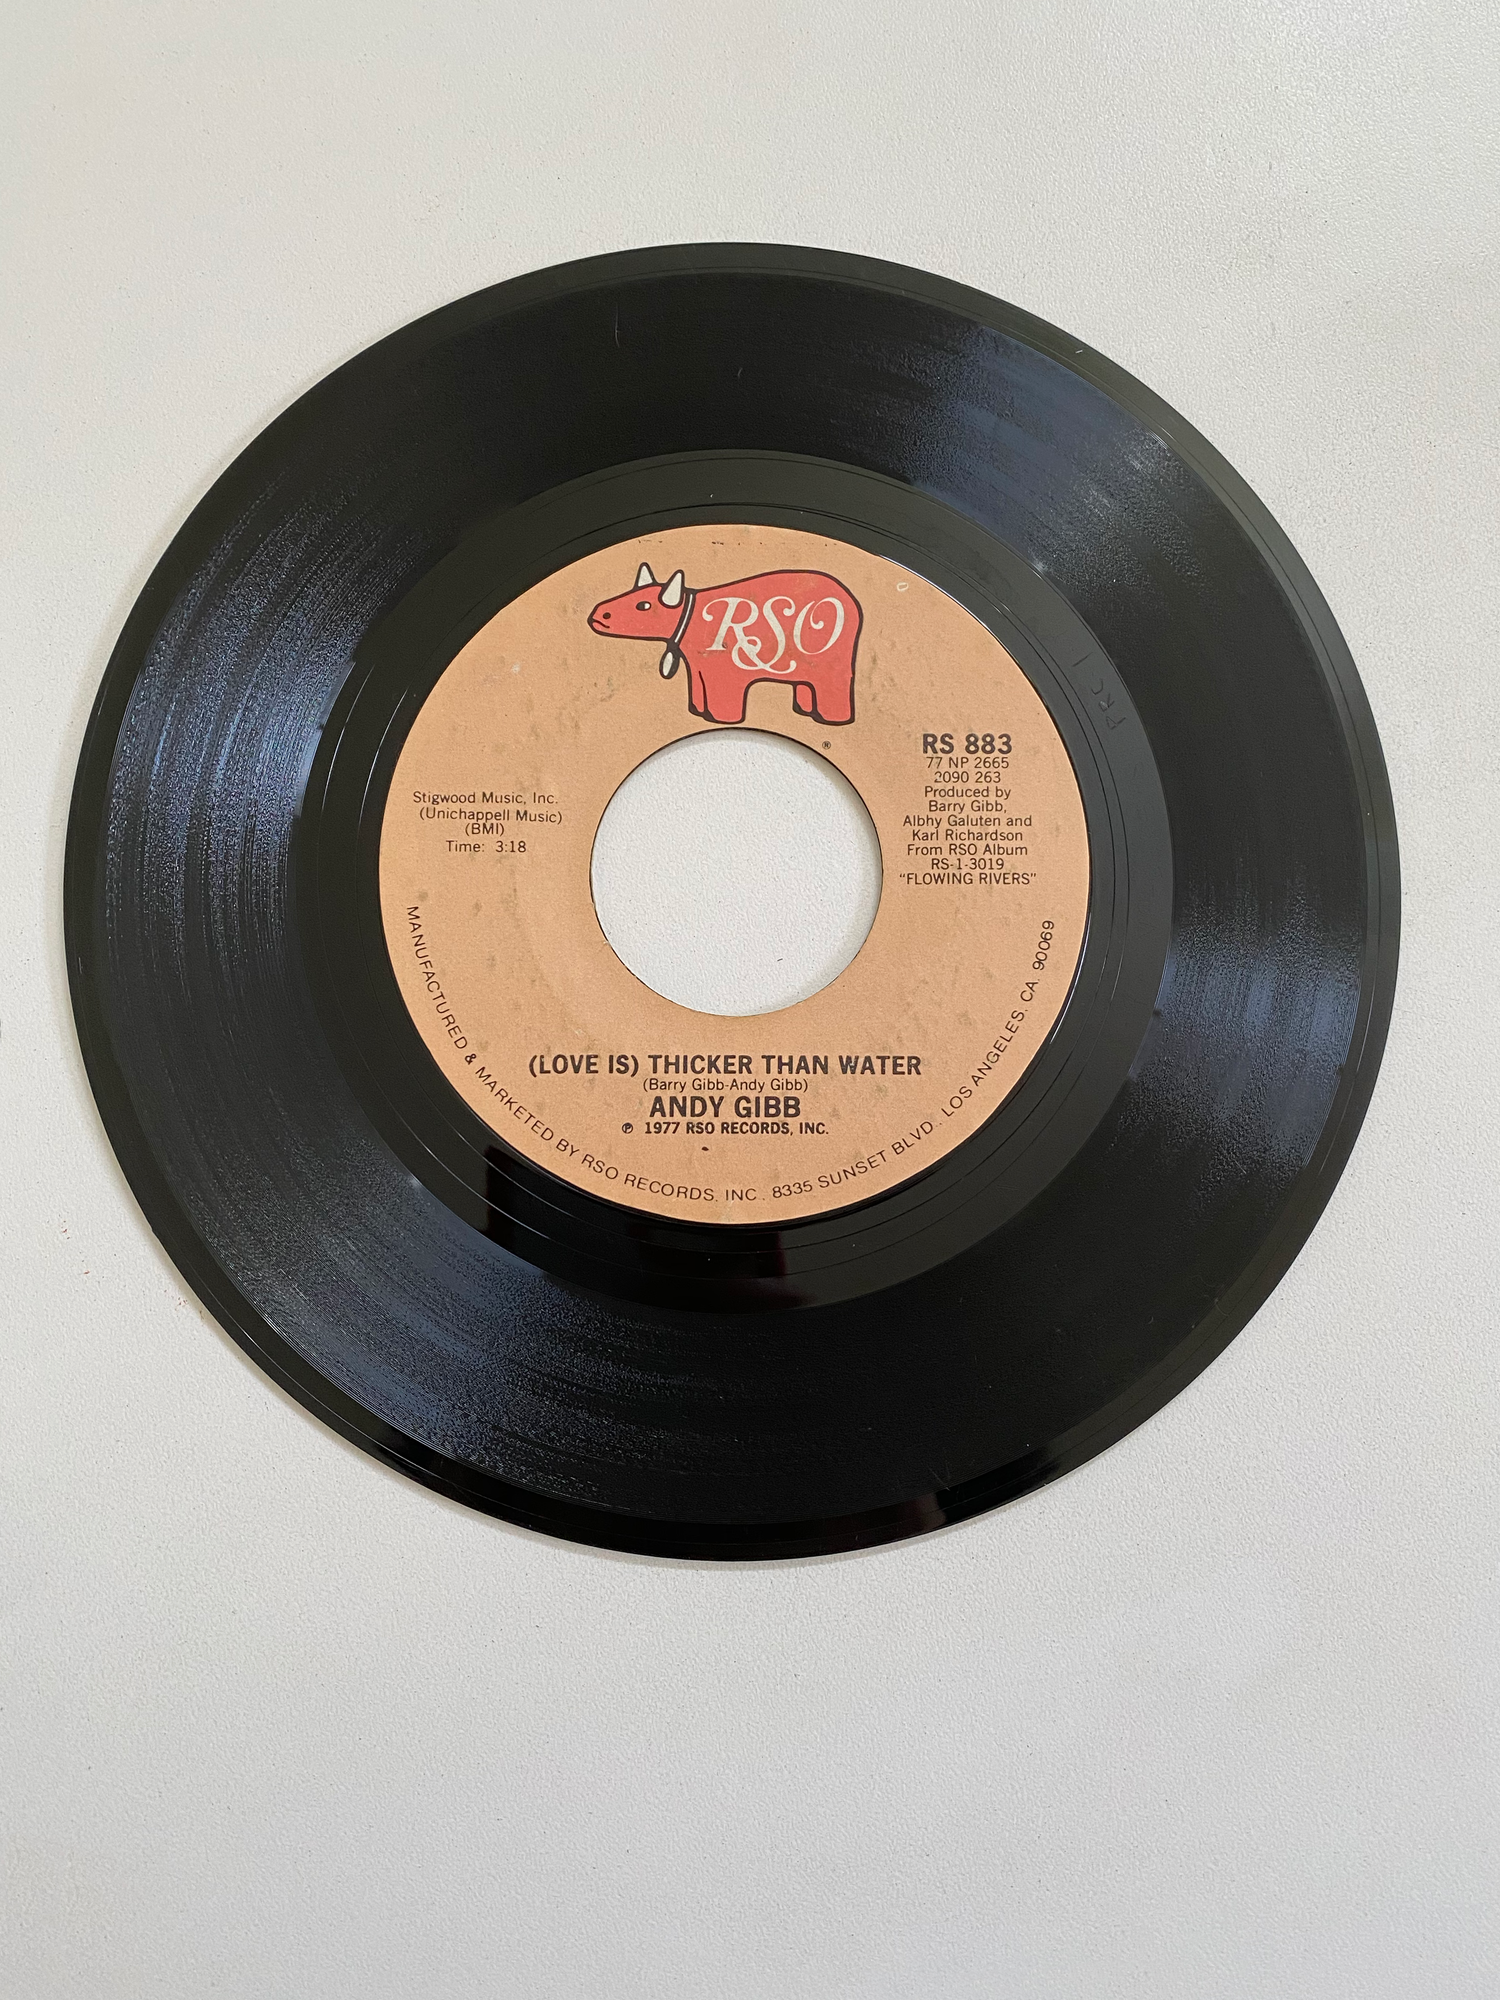 RSO
®
RS 883
77 NP 2665
2090 263
Produced by
Barry Gibb,
Albhy Galuten and
Karl Richardson
From RSO Album
RS-1-3019
"FLOWING RIVERS"
Stigwood Music, Inc.
(Unichappell Music)
(BMI)
Time: 3:18
(LOVE IS) THICKER THAN WATER
(Barry Gibb-Andy Gibb)
ANDY GIBB
℗ 1977 RSO RECORDS, INC.
MANUFACTURED & MARKETED BY RSO RECORDS, INC. 8335 SUNSET BLVD., LOS ANGELES, CA. 90069
PRC